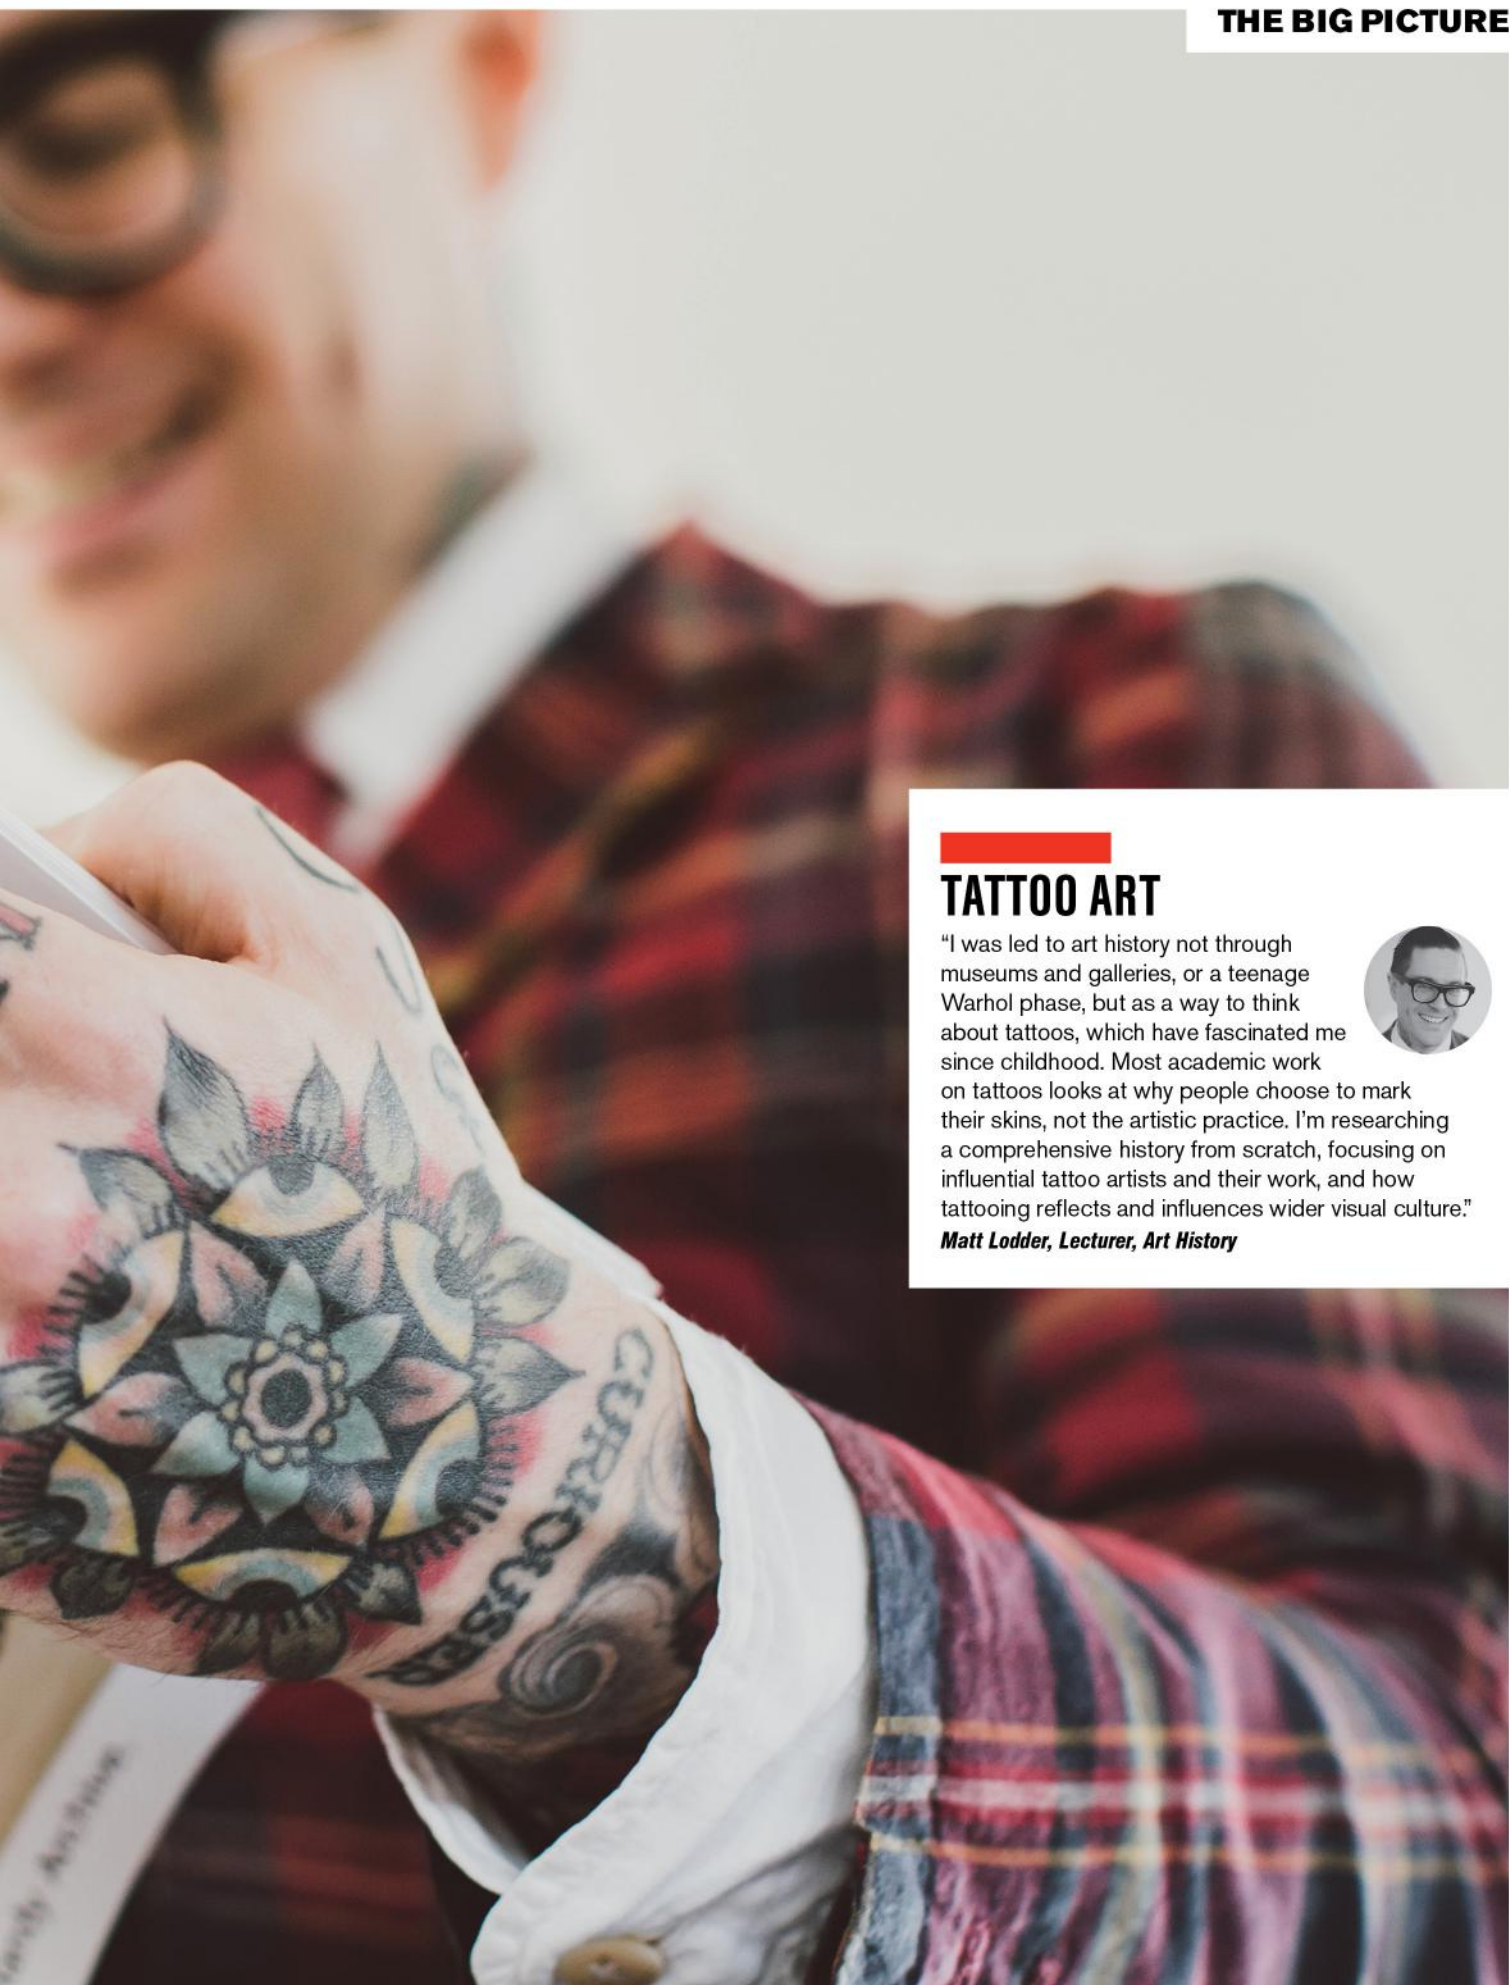 THE BIG PICTURE
TATTOO ART
“I was led to art history not through
museums and galleries, or a teenage
Warhol phase, but as a way to think
about tattoos, which have fascinated me
since childhood. Most academic work
on tattoos looks at why people choose to mark
their skins, not the artistic practice. I’m researching
a comprehensive history from scratch, focusing on
influential tattoo artists and their work, and how
tattooing reflects and influences wider visual culture.”
Matt Lodder, Lecturer, Art History
CURIOUSER